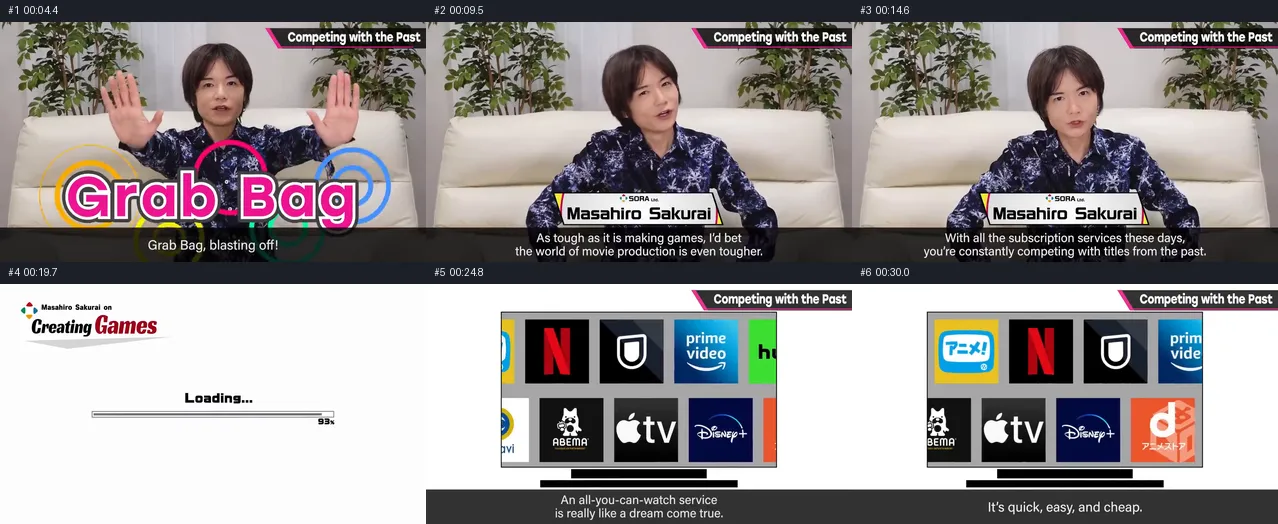 #1 00:04.4
Competing with the Past
Grab Bag
Grab Bag, blasting off!
#2 00:09.5
Competing with the Past
SORA Ltd.
Masahiro Sakurai
As tough as it is making games, I'd bet
the world of movie production is even tougher.
#3 00:14.6
Competing with the Past
SORA Ltd.
Masahiro Sakurai
With all the subscription services these days,
you're constantly competing with titles from the past.
#4 00:19.7
Masahiro Sakurai on
Creating Games
Loading...
93%
#5 00:24.8
Competing with the Past
N
prime
video
hu
avi
ABEMA
tv
Disney+
An all-you-can-watch service
is really like a dream come true.
#6 00:30.0
Competing with the Past
アニメ!
N
prime
vide
BEMA
tv
Disney+
d
アニメストア
It's quick, easy, and cheap.